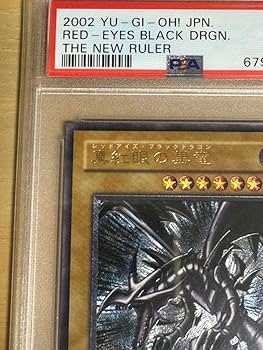 2002 YU-GI-OH! JPN.
RED-EYES BLACK DRGN.
THE NEW RULER
PSA
679
レッドアイズ・ブラックドラゴン
真紅眼の黒竜